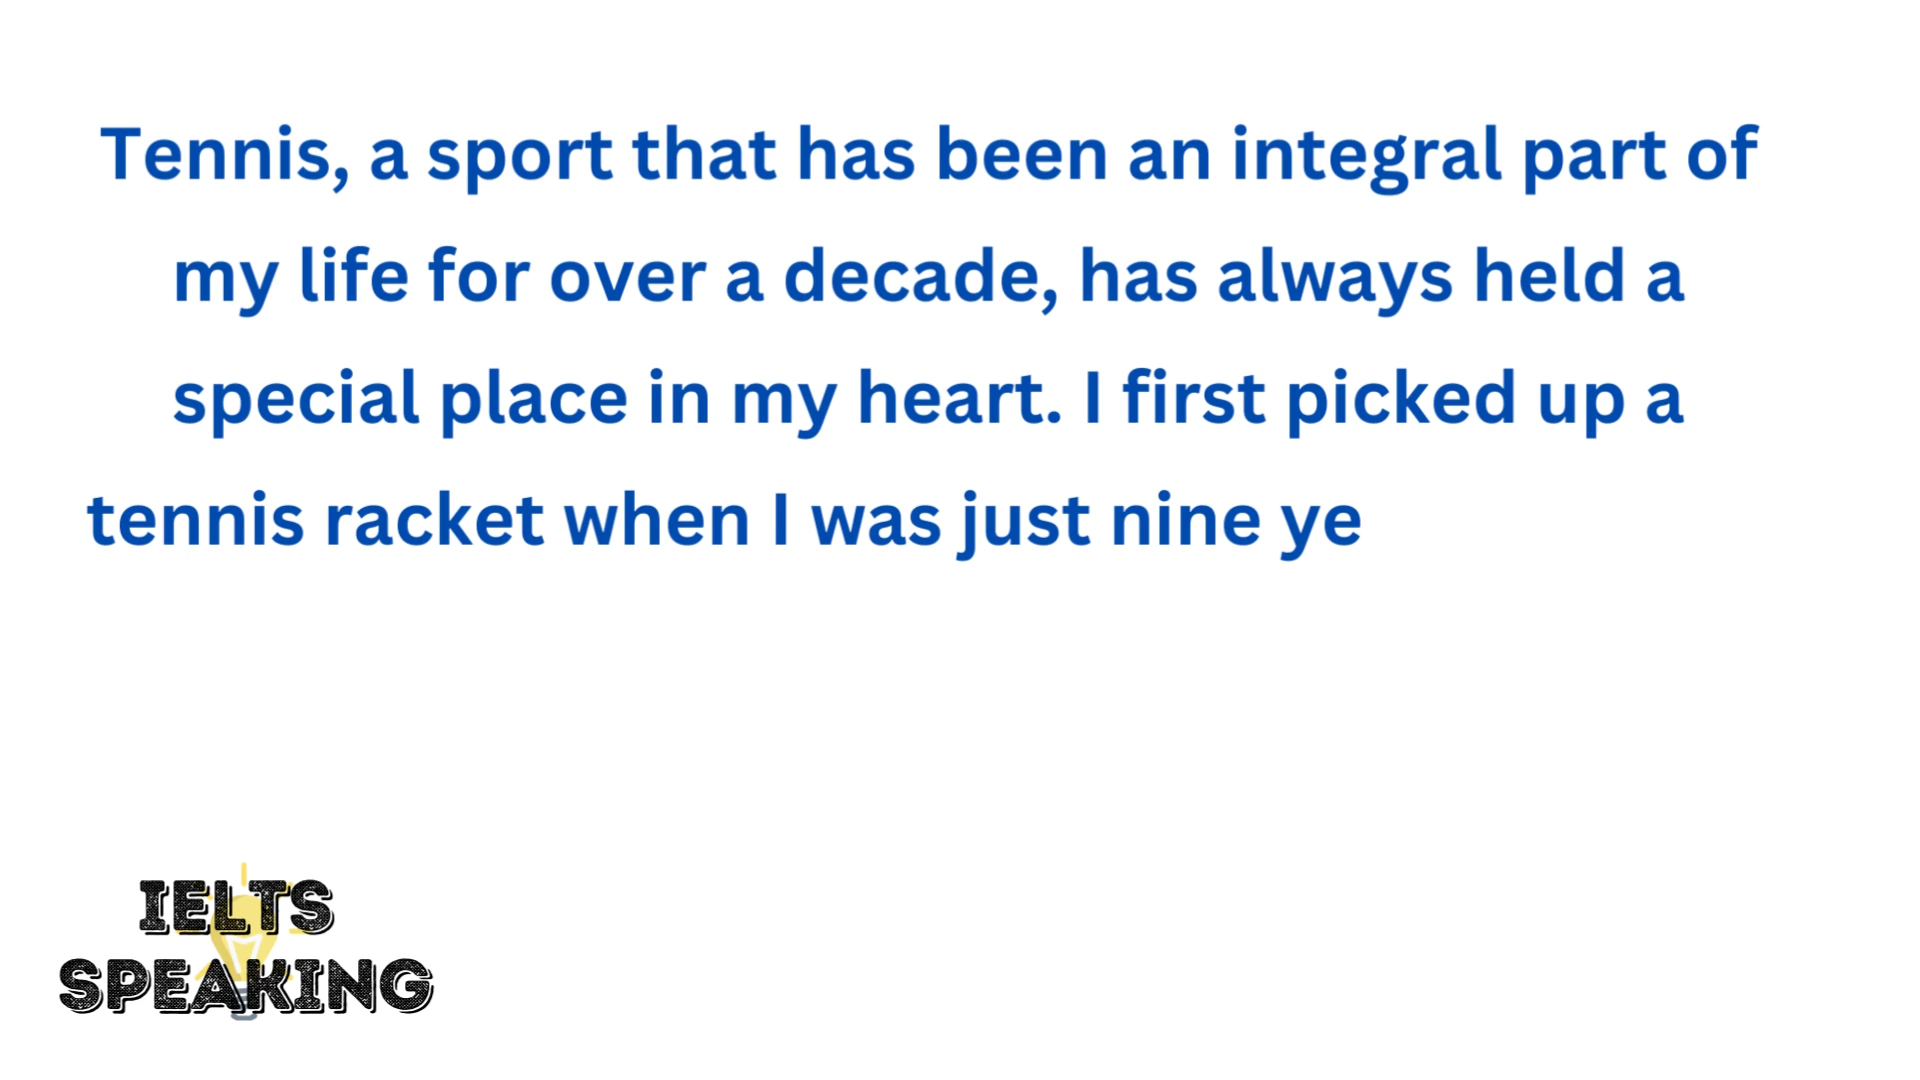 Tennis, a sport that has been an integral part of
my life for over a decade, has always held a
special place in my heart. I first picked up a
tennis racket when I was just nine ye
IELTS
SPEAKING